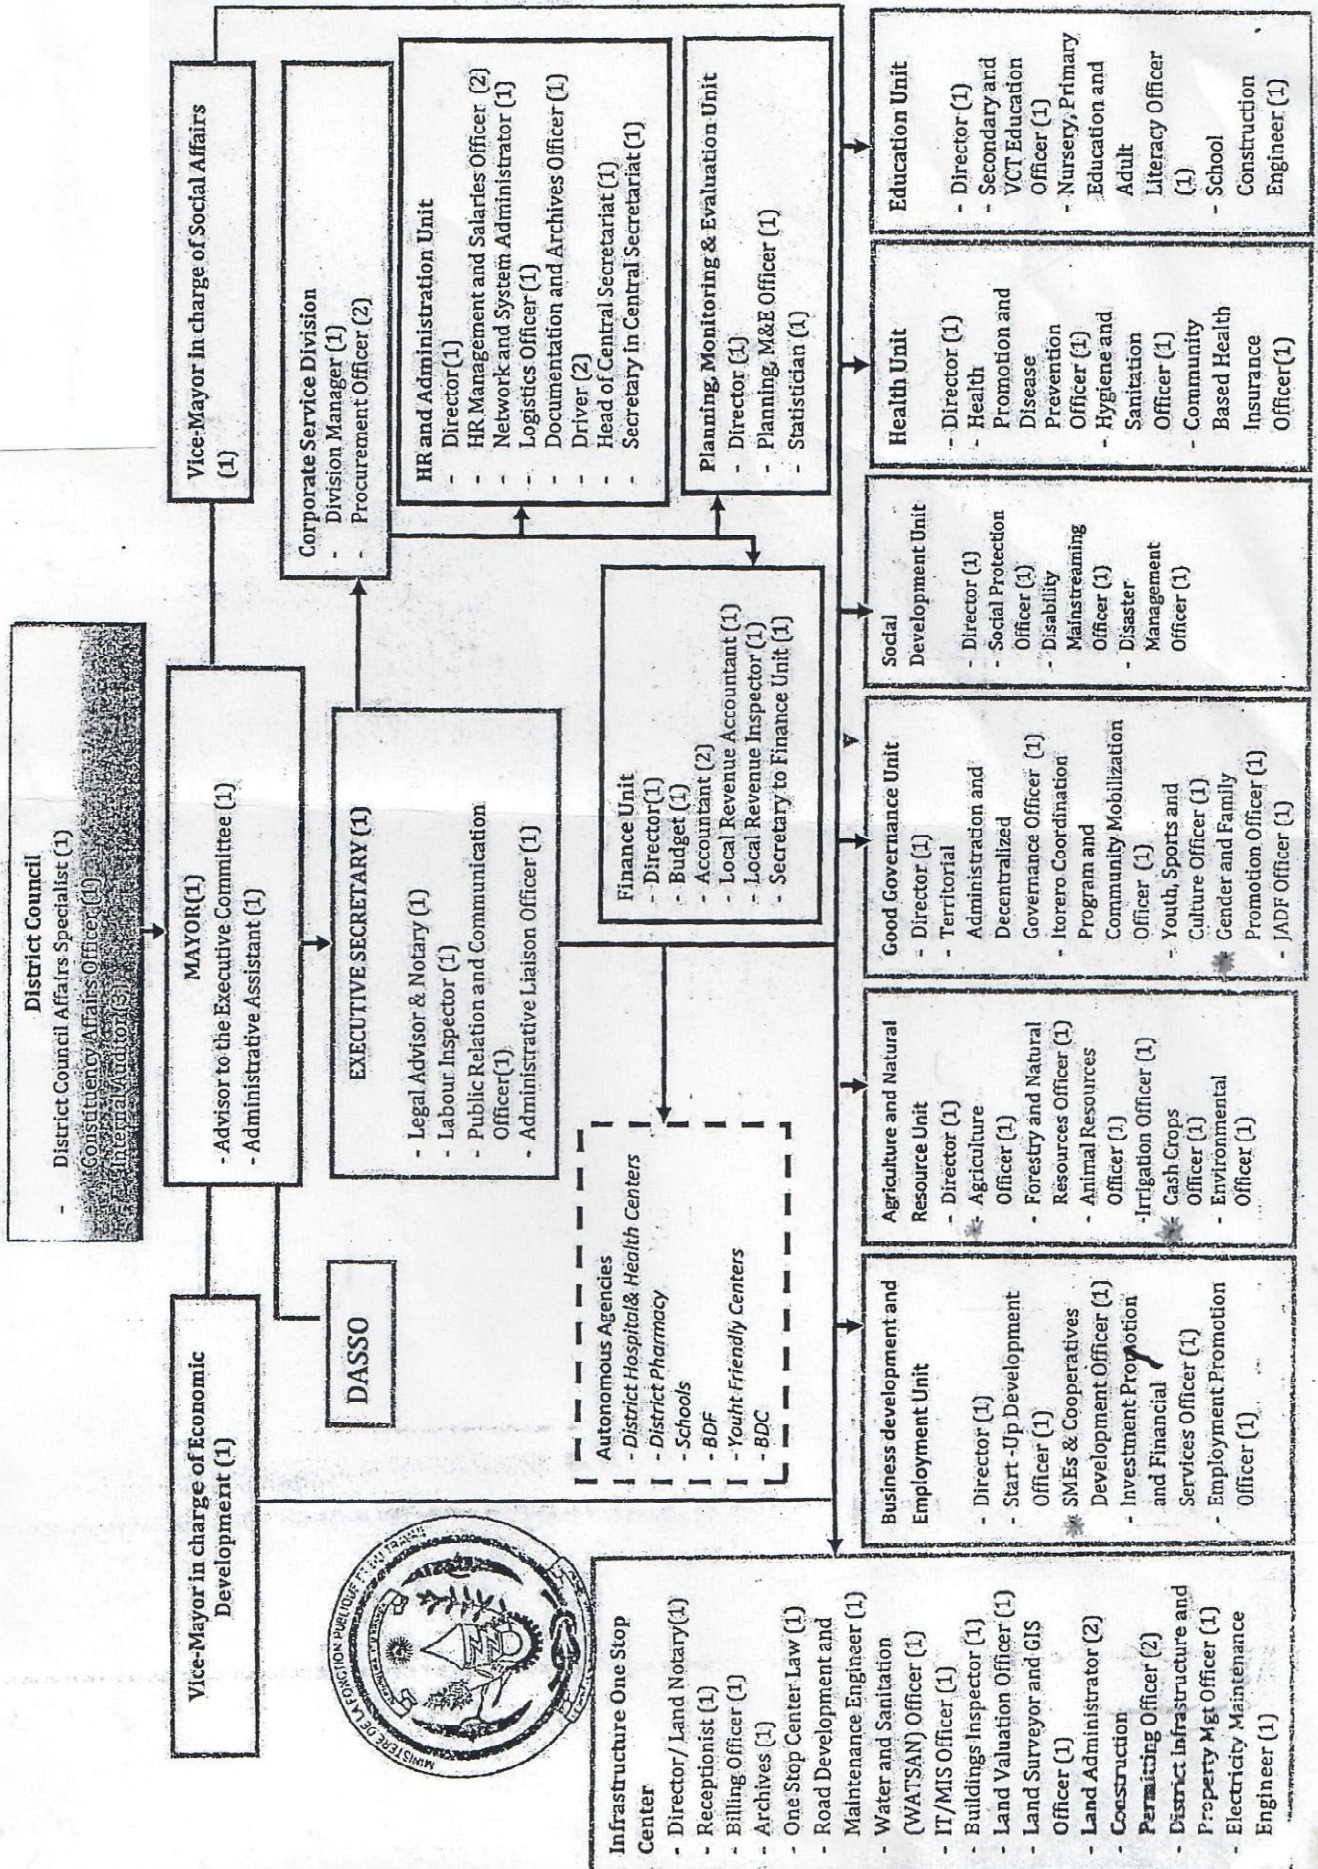 District Council
- District Council Affairs Specialist (1)
- Constituency Affairs Officer (1)
- Internal Auditor (3)
MAYOR(1)
- Advisor to the Executive Committee (1)
- Administrative Assistant (1)
Vice-Mayor in charge of Economic
Development (1)
Vice-Mayor in charge of Social Affairs
(1)
DASSO
EXECUTIVE SECRETARY (1)
- Legal Advisor & Notary (1)
- Labour Inspector (1)
- Public Relation and Communication
Officer(1)
- Administrative Liaison Officer (1)
Corporate Service Division
- Division Manager (1)
- Procurement Officer (2)
HR and Administration Unit
- Director(1)
- HR Management and Salaries Officer (2)
- Network and System Administrator (1)
- Logistics Officer (1)
- Documentation and Archives Officer (1)
- Driver (2)
- Head of Central Secretariat (1)
- Secretary in Central Secretariat (1)
Planning, Monitoring & Evaluation Unit
- Director (1)
- Planning, M&E Officer (1)
- Statistician (1)
Finance Unit
- Director(1)
- Budget (1)
- Accountant (2)
- Local Revenue Accountant (1)
- Local Revenue Inspector (1)
- Secretary to Finance Unit (1)
Autonomous Agencies
- District Hospital& Health Centers
- District Pharmacy
- Schools
- BDF
- Youht Friendly Centers
- BDC
MINISTERE DE LA FONCTION PUBLIQUE ET DU TRAVAIL
Infrastructure One Stop
Center
- Director/ Land Notary(1)
- Receptionist (1)
- Billing Officer (1)
- Archives (1)
- One Stop Center Law (1)
- Road Development and
Maintenance Engineer (1)
- Water and Sanitation
(WATSAN) Officer (1)
- IT/MIS Officer (1)
- Buildings Inspector (1)
- Land Valuation Officer (1)
- Land Surveyor and GIS
Officer (1)
- Land Administrator (2)
- Construction
Permitting Officer (2)
- District Infrastructure and
Property Mgt Officer (1)
- Electricity Maintenance
Engineer (1)
Business development and
Employment Unit
- Director (1)
- Start -Up Development
Officer (1)
SMEs & Cooperatives
Development Officer (1)
- Investment Promotion
and Financial
Services Officer (1)
- Employment Promotion
Officer (1)
Agriculture and Natural
Resource Unit
- Director (1)
Agriculture
Officer (1)
- Forestry and Natural
Resources Officer (1)
- Animal Resources
Officer (1)
-Irrigation Officer (1)
Cash Crops
Officer (1)
- Environmental
Officer (1)
Good Governance Unit
- Director (1)
- Territorial
Administration and
Decentralized
Governance Officer (1)
- Itorero Coordination
Program and
Community Mobilization
Officer (1)
- Youth, Sports and
Culture Officer (1)
Gender and Family
Promotion Officer (1)
- JADF Officer (1)
Social
Development Unit
- Director (1)
- Social Protection
Officer (1)
- Disability
Mainstreaming
Officer (1)
- Disaster
Management
Officer (1)
Health Unit
- Director (1)
- Health
Promotion and
Disease
Prevention
Officer (1)
- Hygiene and
Sanitation
Officer (1)
- Community
Based Health
Insurance
Officer(1)
Education Unit
- Director (1)
- Secondary and
VCT Education
Officer (1)
- Nursery, Primary
Education and
Adult
Literacy Officer
(1)
- School
Construction
Engineer (1)